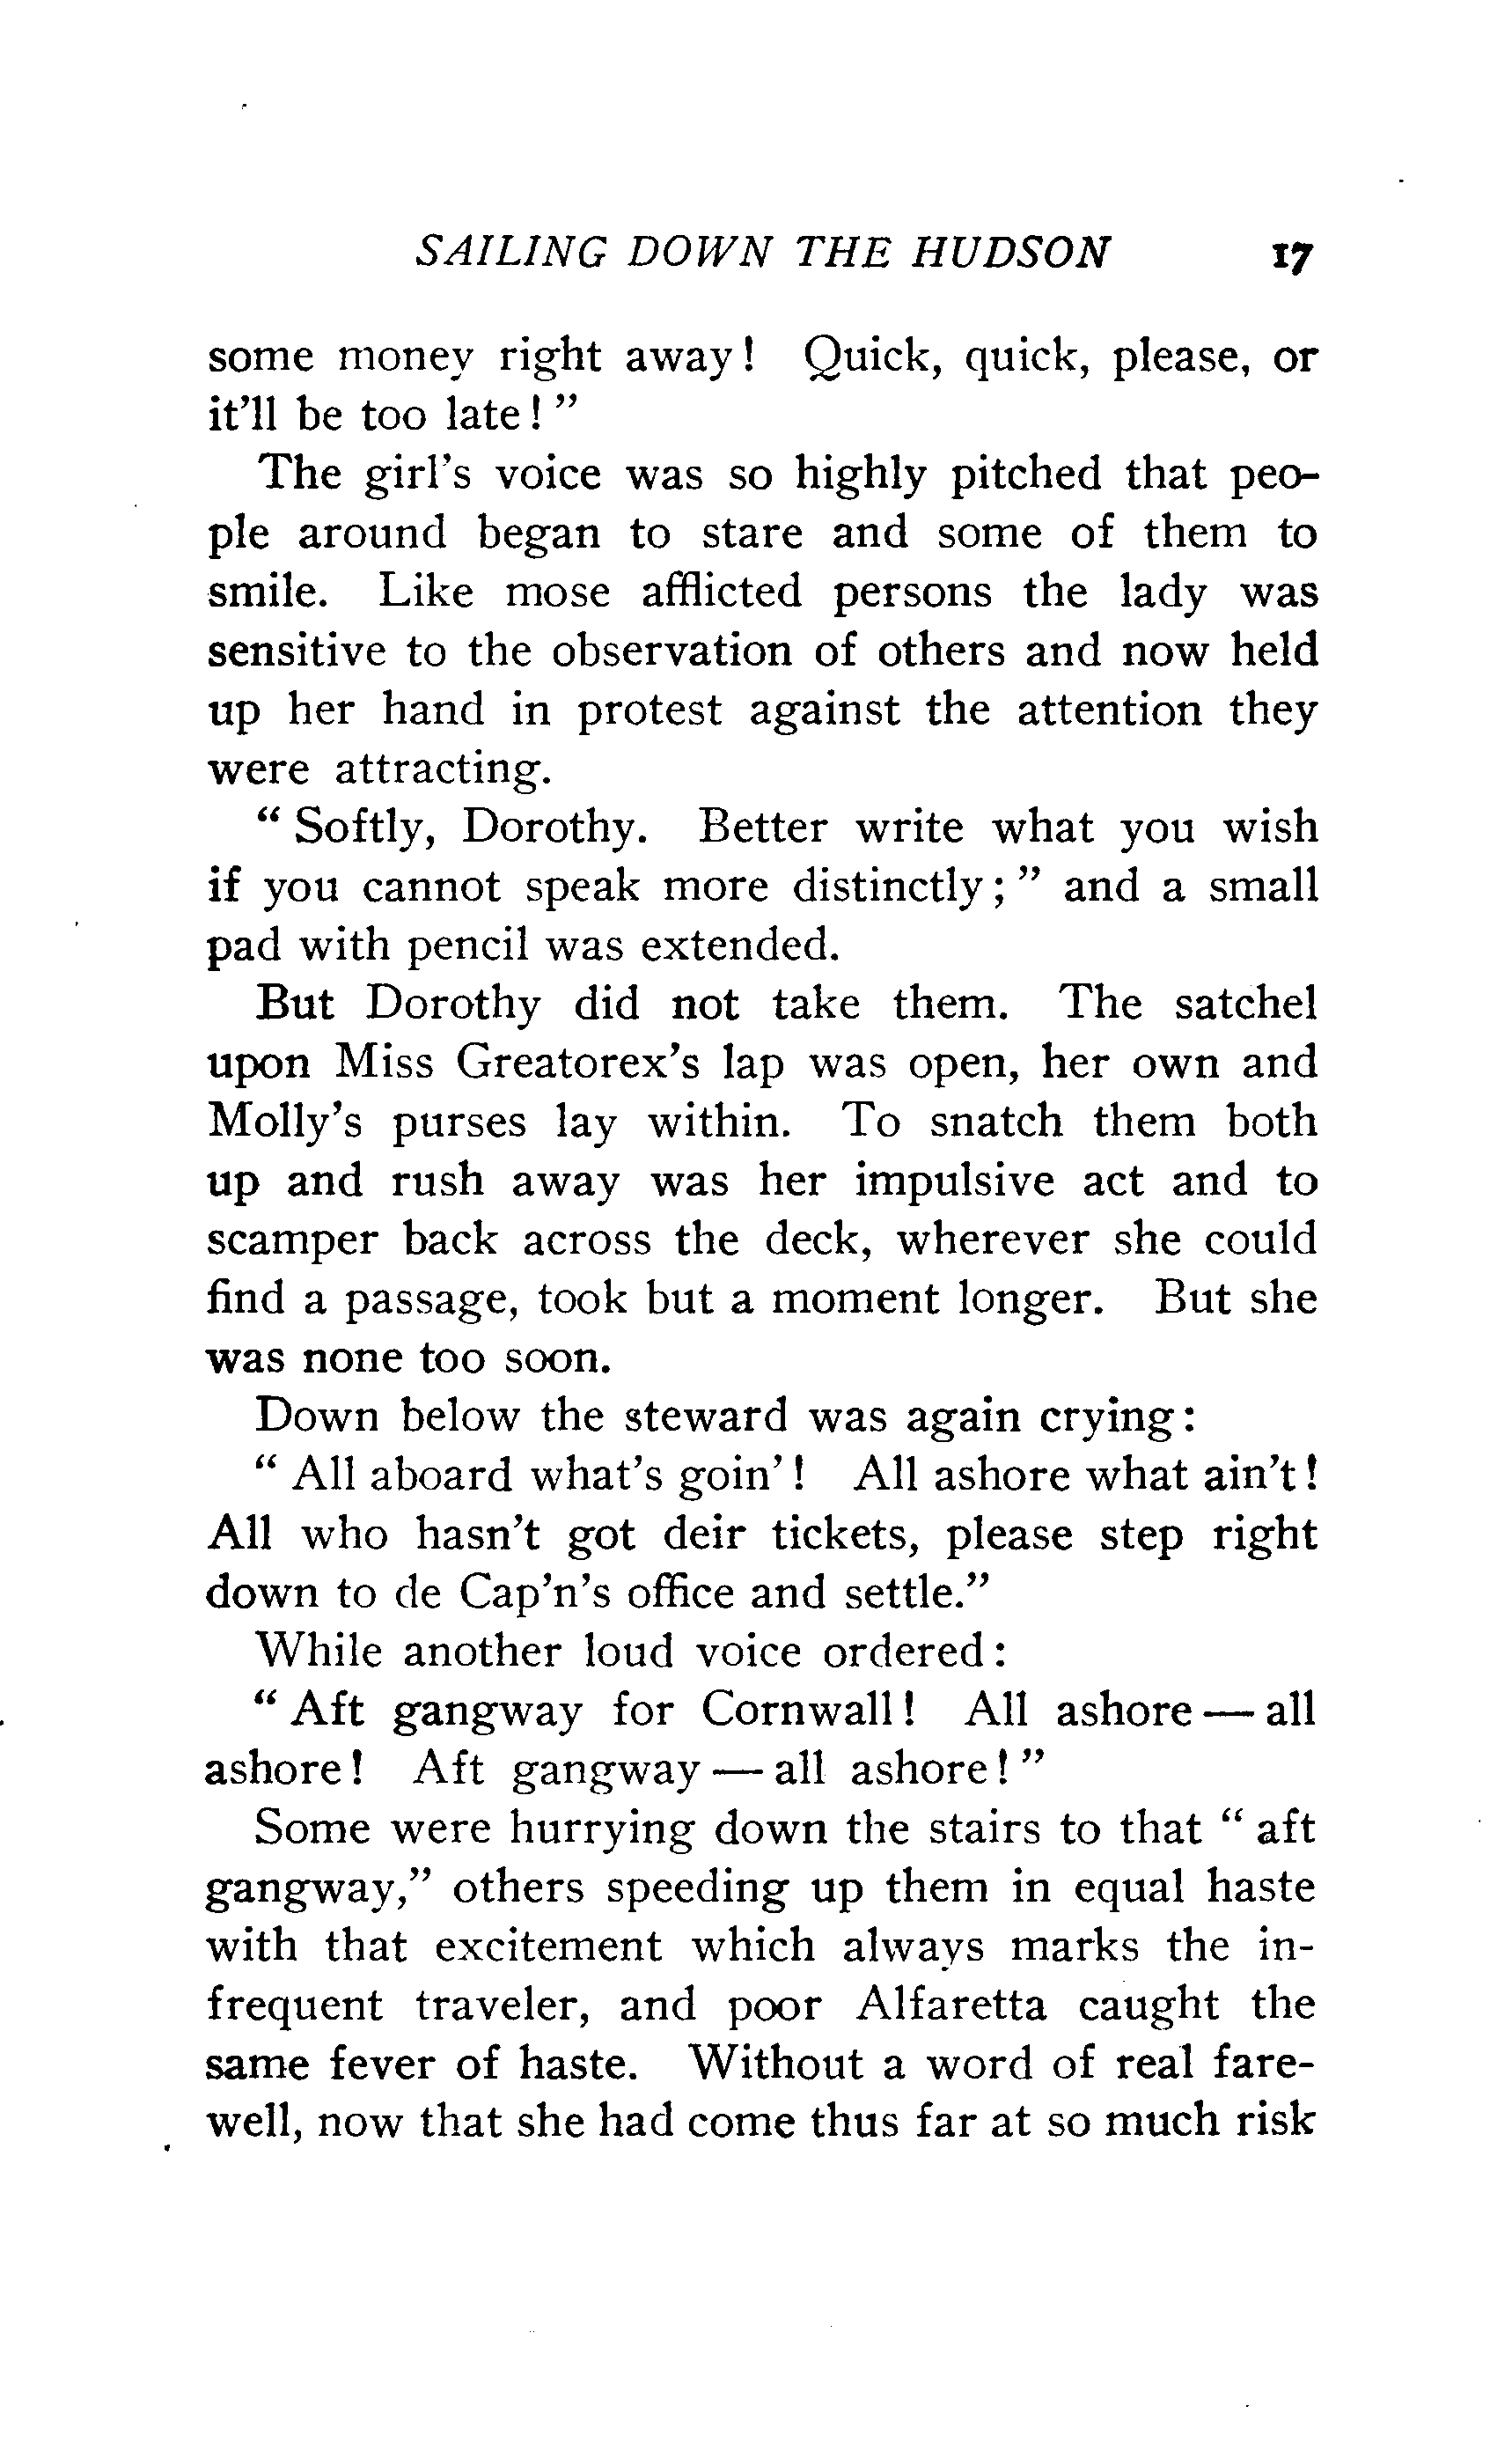 SAILING DOWN THE HUDSON 17
some money right away! Quick, quick, please, or
it'll be too late!"
The girl's voice was so highly pitched that peo-
ple around began to stare and some of them to
smile. Like mose afflicted persons the lady was
sensitive to the observation of others and now held
up her hand in protest against the attention they
were attracting.
"Softly, Dorothy. Better write what you wish
if you cannot speak more distinctly;" and a small
pad with pencil was extended.
But Dorothy did not take them. The satchel
upon Miss Greatorex's lap was open, her own and
Molly's purses lay within. To snatch them both
up and rush away was her impulsive act and to
scamper back across the deck, wherever she could
find a passage, took but a moment longer. But she
was none too soon.
Down below the steward was again crying:
"All aboard what's goin'! All ashore what ain't!
All who hasn't got deir tickets, please step right
down to de Cap'n's office and settle."
While another loud voice ordered:
"Aft gangway for Cornwall! All ashore—all
ashore! Aft gangway—all ashore!"
Some were hurrying down the stairs to that "aft
gangway," others speeding up them in equal haste
with that excitement which always marks the in-
frequent traveler, and poor Alfaretta caught the
same fever of haste. Without a word of real fare-
well, now that she had come thus far at so much risk